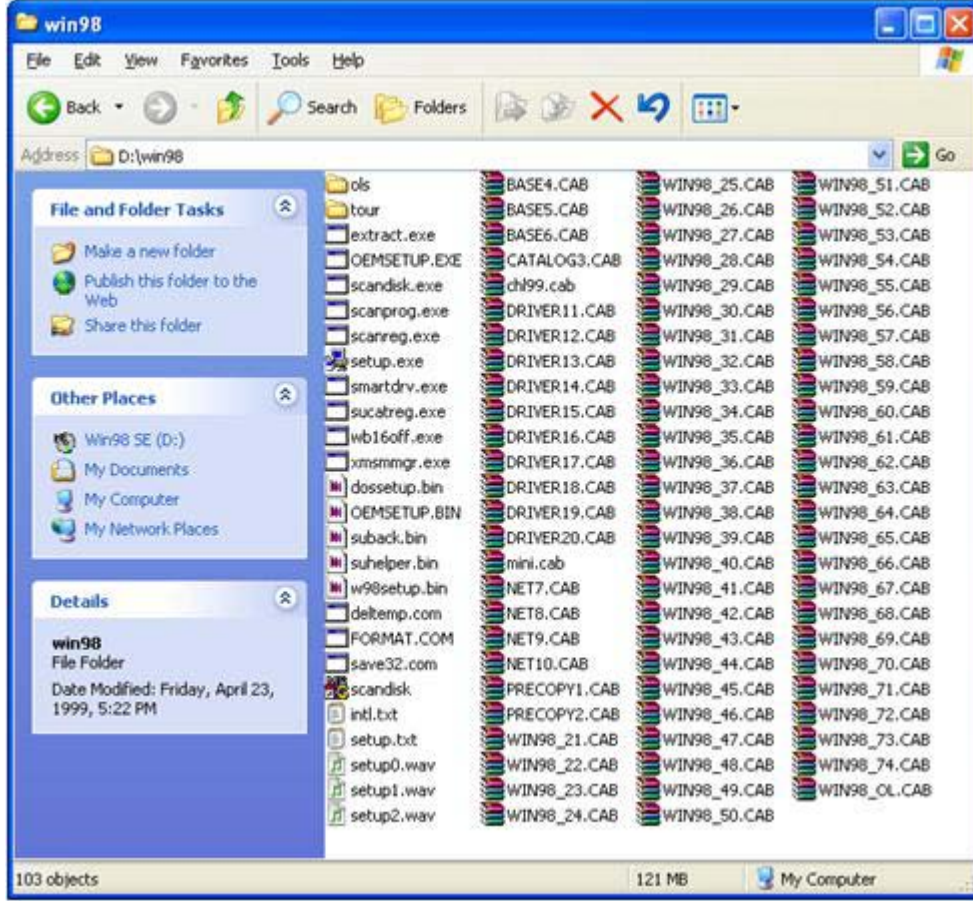 win98
File Edit View Favorites Tools Help
Back Search Folders
Address D:\win98 Go
File and Folder Tasks
Make a new folder
Publish this folder to the
Web
Share this folder
Other Places
Win98 SE (D:)
My Documents
My Computer
My Network Places
Details
win98
File Folder
Date Modified: Friday, April 23,
1999, 5:22 PM
ols
tour
extract.exe
OEMSETUP.EXE
scandisk.exe
scanprog.exe
scanreg.exe
setup.exe
smartdrv.exe
sucatreg.exe
wb16off.exe
xmsmmgr.exe
dossetup.bin
OEMSETUP.BIN
suback.bin
suhelper.bin
w98setup.bin
deltemp.com
FORMAT.COM
save32.com
scandisk
intl.txt
setup.txt
setup0.wav
setup1.wav
setup2.wav
BASE4.CAB
BASE5.CAB
BASE6.CAB
CATALOG3.CAB
chl99.cab
DRIVER11.CAB
DRIVER12.CAB
DRIVER13.CAB
DRIVER14.CAB
DRIVER15.CAB
DRIVER16.CAB
DRIVER17.CAB
DRIVER18.CAB
DRIVER19.CAB
DRIVER20.CAB
mini.cab
NET7.CAB
NET8.CAB
NET9.CAB
NET10.CAB
PRECOPY1.CAB
PRECOPY2.CAB
WIN98_21.CAB
WIN98_22.CAB
WIN98_23.CAB
WIN98_24.CAB
WIN98_25.CAB
WIN98_26.CAB
WIN98_27.CAB
WIN98_28.CAB
WIN98_29.CAB
WIN98_30.CAB
WIN98_31.CAB
WIN98_32.CAB
WIN98_33.CAB
WIN98_34.CAB
WIN98_35.CAB
WIN98_36.CAB
WIN98_37.CAB
WIN98_38.CAB
WIN98_39.CAB
WIN98_40.CAB
WIN98_41.CAB
WIN98_42.CAB
WIN98_43.CAB
WIN98_44.CAB
WIN98_45.CAB
WIN98_46.CAB
WIN98_47.CAB
WIN98_48.CAB
WIN98_49.CAB
WIN98_50.CAB
WIN98_51.CAB
WIN98_52.CAB
WIN98_53.CAB
WIN98_54.CAB
WIN98_55.CAB
WIN98_56.CAB
WIN98_57.CAB
WIN98_58.CAB
WIN98_59.CAB
WIN98_60.CAB
WIN98_61.CAB
WIN98_62.CAB
WIN98_63.CAB
WIN98_64.CAB
WIN98_65.CAB
WIN98_66.CAB
WIN98_67.CAB
WIN98_68.CAB
WIN98_69.CAB
WIN98_70.CAB
WIN98_71.CAB
WIN98_72.CAB
WIN98_73.CAB
WIN98_74.CAB
WIN98_OL.CAB
103 objects 121 MB My Computer